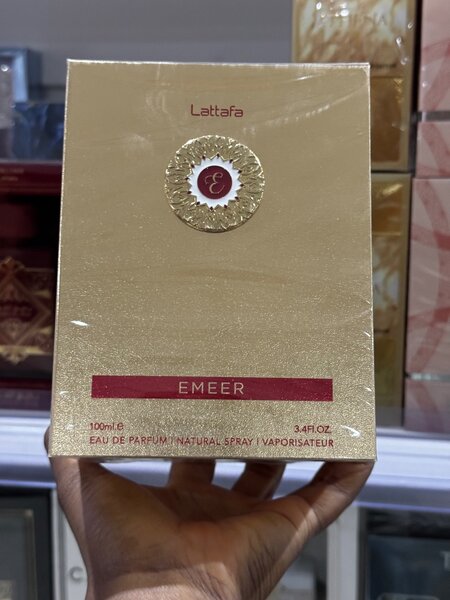 Lattafa
E
EMEER
100ml.e 3.4FL.OZ.
EAU DE PARFUM | NATURAL SPRAY | VAPORISATEUR